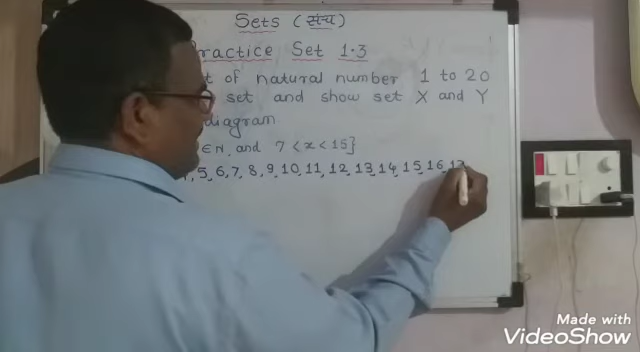 Sets (संच)
Practice Set 1.3
t of natural number 1 to 20
set and show set X and Y
diagram
∈ N, and 7 < x < 15}
5, 6, 7, 8, 9, 10, 11, 12, 13, 14, 15, 16, 17
Made with
VideoShow